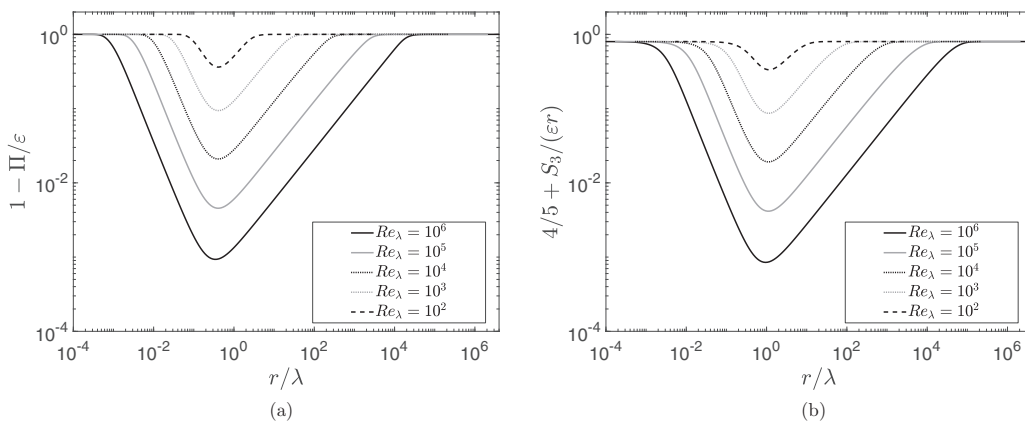 10^0
10^-2
10^-4
1 − Π/ε
Re_λ = 10^6
Re_λ = 10^5
Re_λ = 10^4
Re_λ = 10^3
Re_λ = 10^2
10^-4 10^-2 10^0 10^2 10^4 10^6
r/λ
(a)
10^0
10^-2
10^-4
4/5 + S_3/(εr)
Re_λ = 10^6
Re_λ = 10^5
Re_λ = 10^4
Re_λ = 10^3
Re_λ = 10^2
10^-4 10^-2 10^0 10^2 10^4 10^6
r/λ
(b)